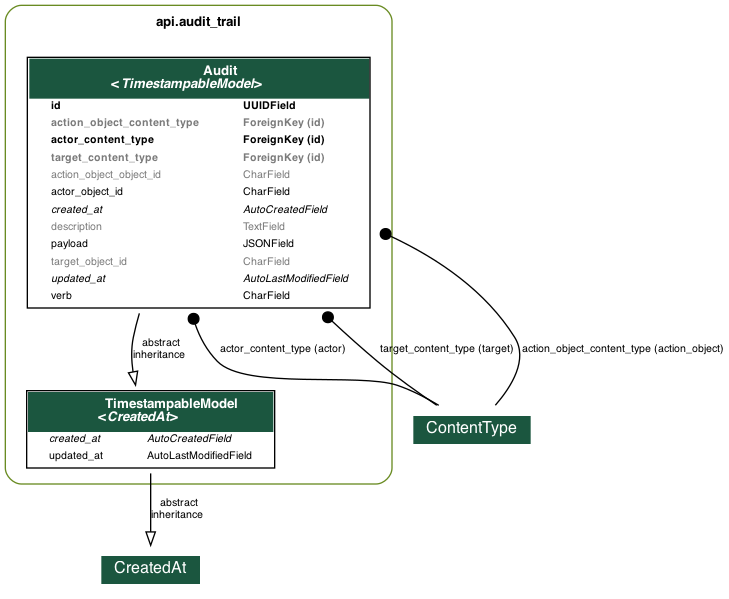 api.audit_trail
Audit
<TimestampableModel>
id UUIDField
action_object_content_type ForeignKey (id)
actor_content_type ForeignKey (id)
target_content_type ForeignKey (id)
action_object_object_id CharField
actor_object_id CharField
created_at AutoCreatedField
description TextField
payload JSONField
target_object_id CharField
updated_at AutoLastModifiedField
verb CharField
abstract
inheritance
actor_content_type (actor)
target_content_type (target)
action_object_content_type (action_object)
TimestampableModel
<CreatedAt>
created_at AutoCreatedField
updated_at AutoLastModifiedField
ContentType
abstract
inheritance
CreatedAt